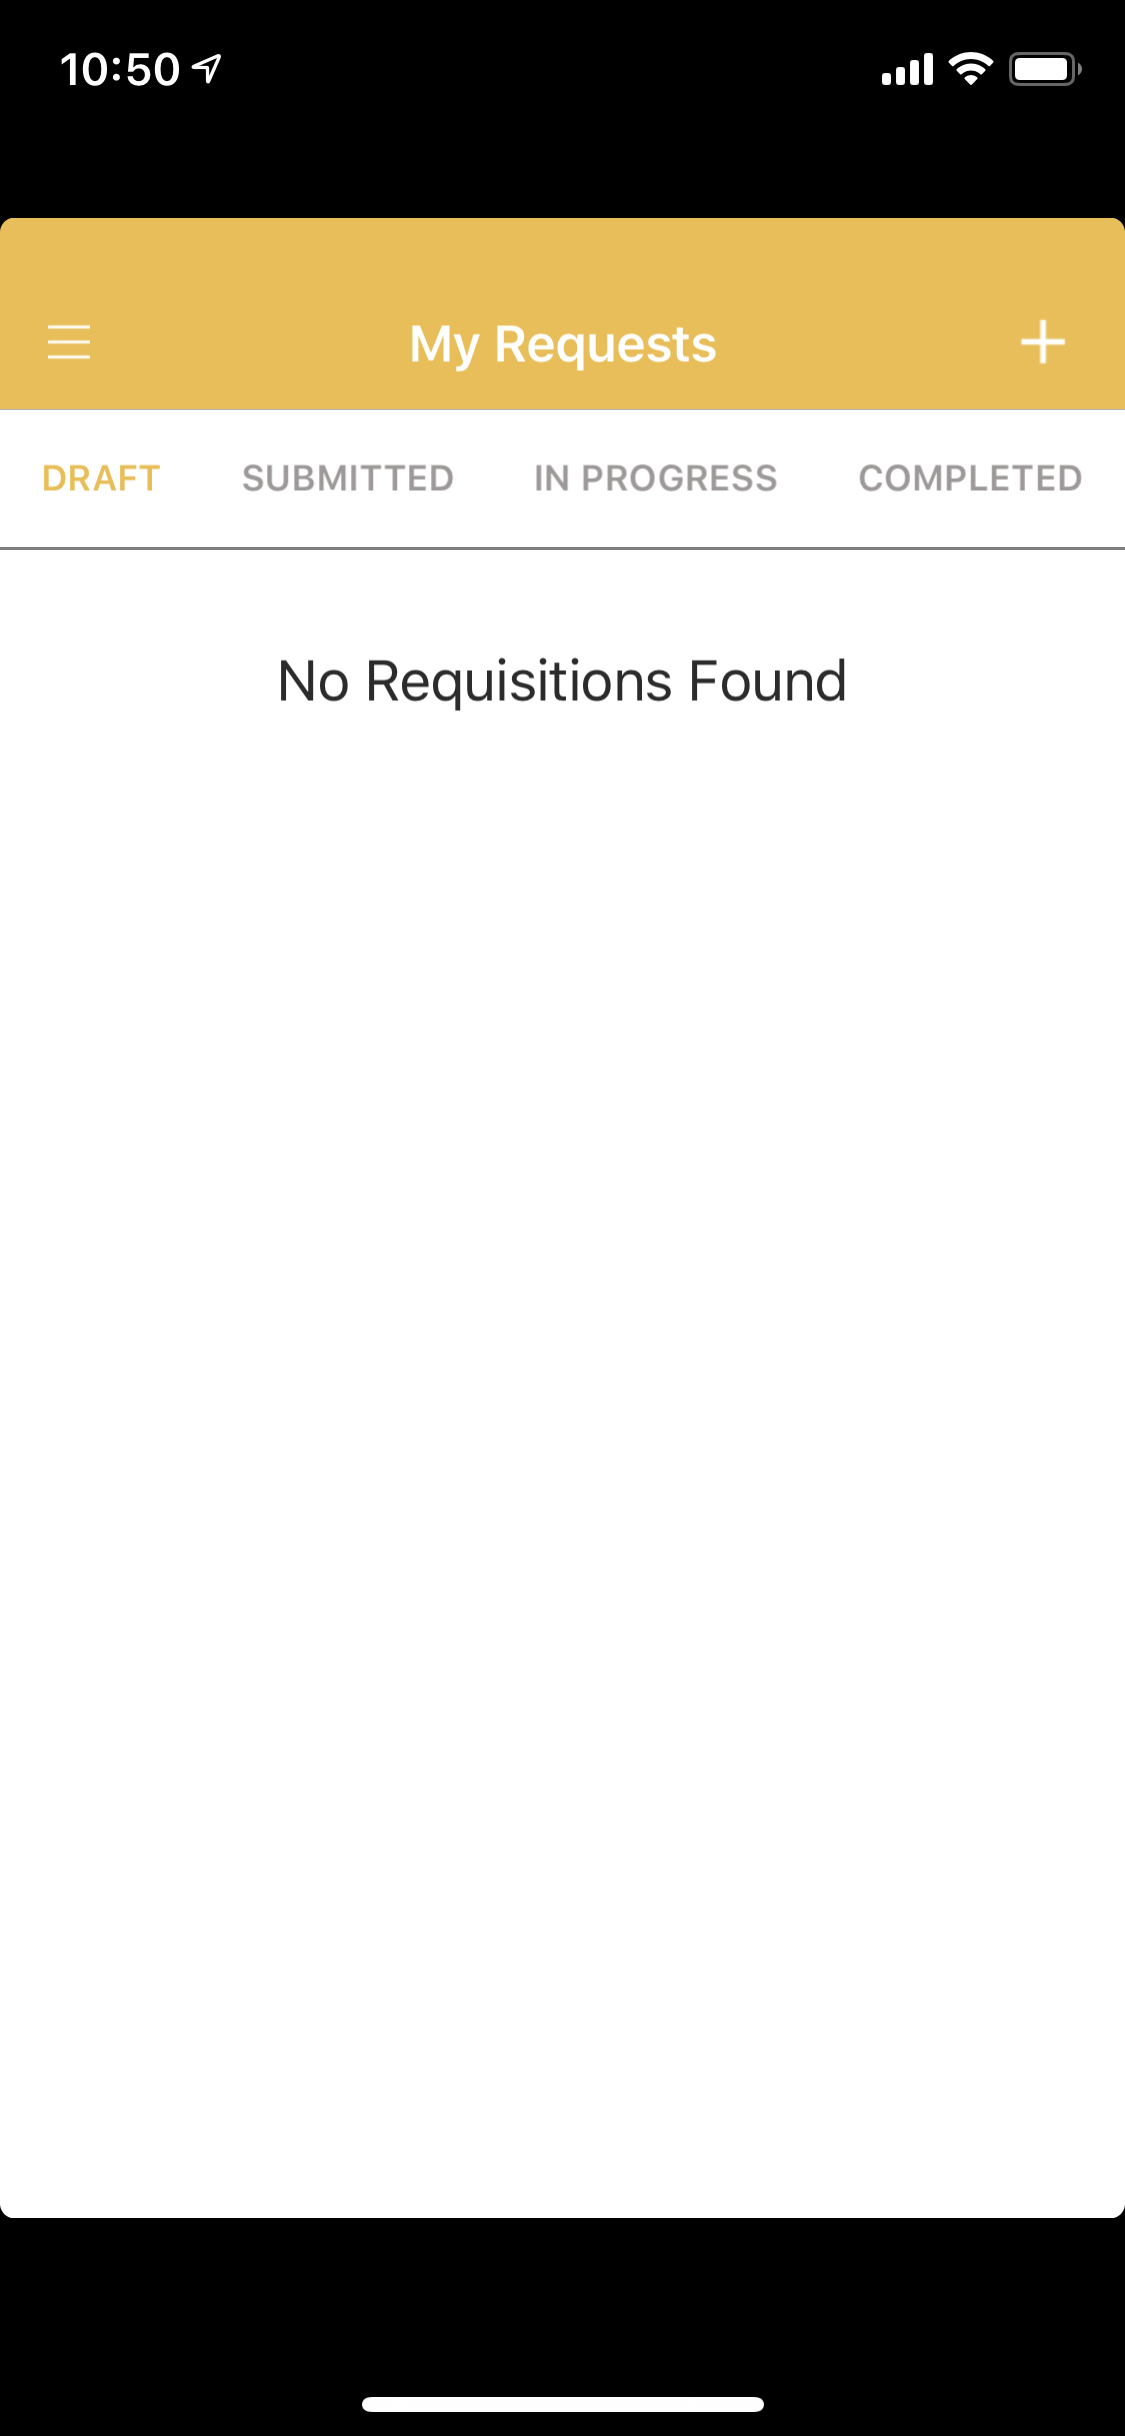 10:50
My Requests
DRAFT SUBMITTED IN PROGRESS COMPLETED
No Requisitions Found